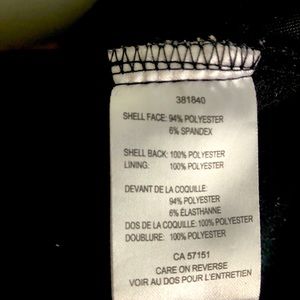 381840
SHELL FACE: 94% POLYESTER
6% SPANDEX
SHELL BACK: 100% POLYESTER
LINING: 100% POLYESTER
DEVANT DE LA COQUILLE:
94% POLYESTER
6% ÉLASTHANNE
DOS DE LA COQUILLE: 100% POLYESTER
DOUBLURE: 100% POLYESTER
CA 57151
CARE ON REVERSE
VOIR AU DOS POUR L'ENTRETIEN